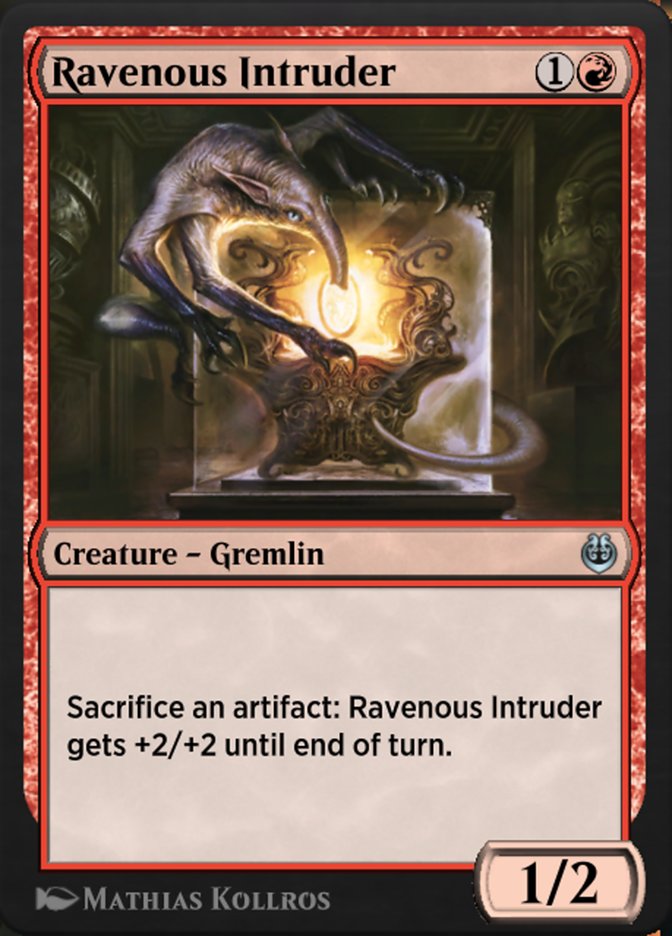 Ravenous Intruder 1
Creature – Gremlin
Sacrifice an artifact: Ravenous Intruder
gets +2/+2 until end of turn.
1/2
Mathias Kollros